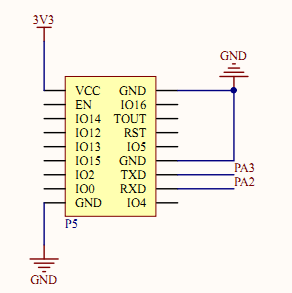 3V3
GND
VCC GND
EN IO16
IO14 TOUT
IO12 RST
IO13 IO5
IO15 GND
IO2 TXD PA3
IO0 RXD PA2
GND IO4
P5
GND